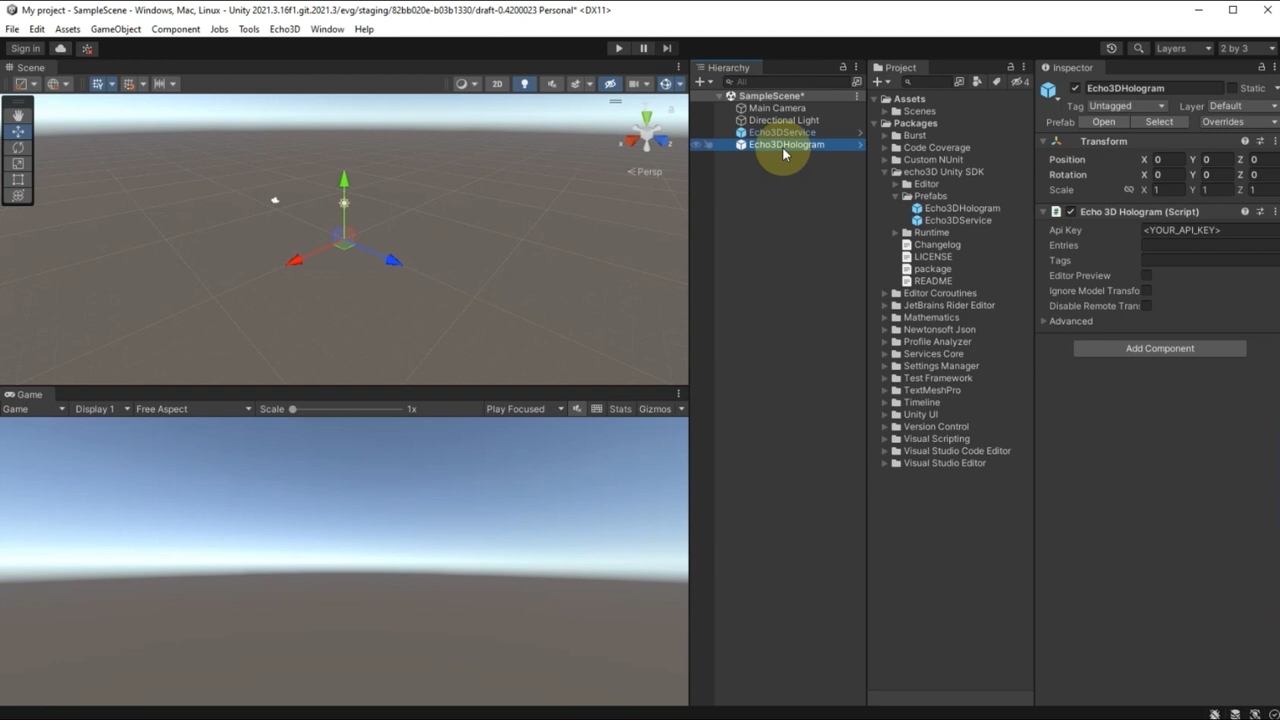 My project - SampleScene - Windows, Mac, Linux - Unity 2021.3.16f1.git.2021.3/evg/staging/82bb020e-b03b1330/draft-0.4200023 Personal* <DX11>
File Edit Assets GameObject Component Jobs Tools Echo3D Window Help
Sign in
Layers
2 by 3
Scene
2D
y
x
z
Persp
Game
Game Display 1 Free Aspect Scale 1x Play Focused Stats Gizmos
Hierarchy
All
SampleScene*
Main Camera
Directional Light
Echo3DService
Echo3DHologram
Project
4
Assets
Scenes
Packages
Burst
Code Coverage
Custom NUnit
echo3D Unity SDK
Editor
Prefabs
Echo3DHologram
Echo3DService
Runtime
Changelog
LICENSE
package
README
Editor Coroutines
JetBrains Rider Editor
Mathematics
Newtonsoft Json
Profile Analyzer
Services Core
Settings Manager
Test Framework
TextMeshPro
Timeline
Unity UI
Version Control
Visual Scripting
Visual Studio Code Editor
Visual Studio Editor
Inspector
Echo3DHologram Static
Tag Untagged Layer Default
Prefab Open Select Overrides
Transform
Position X 0 Y 0 Z 0
Rotation X 0 Y 0 Z 0
Scale X 1 Y 1 Z 1
Echo 3D Hologram (Script)
Api Key <YOUR_API_KEY>
Entries
Tags
Editor Preview
Ignore Model Transfo
Disable Remote Tran
Advanced
Add Component